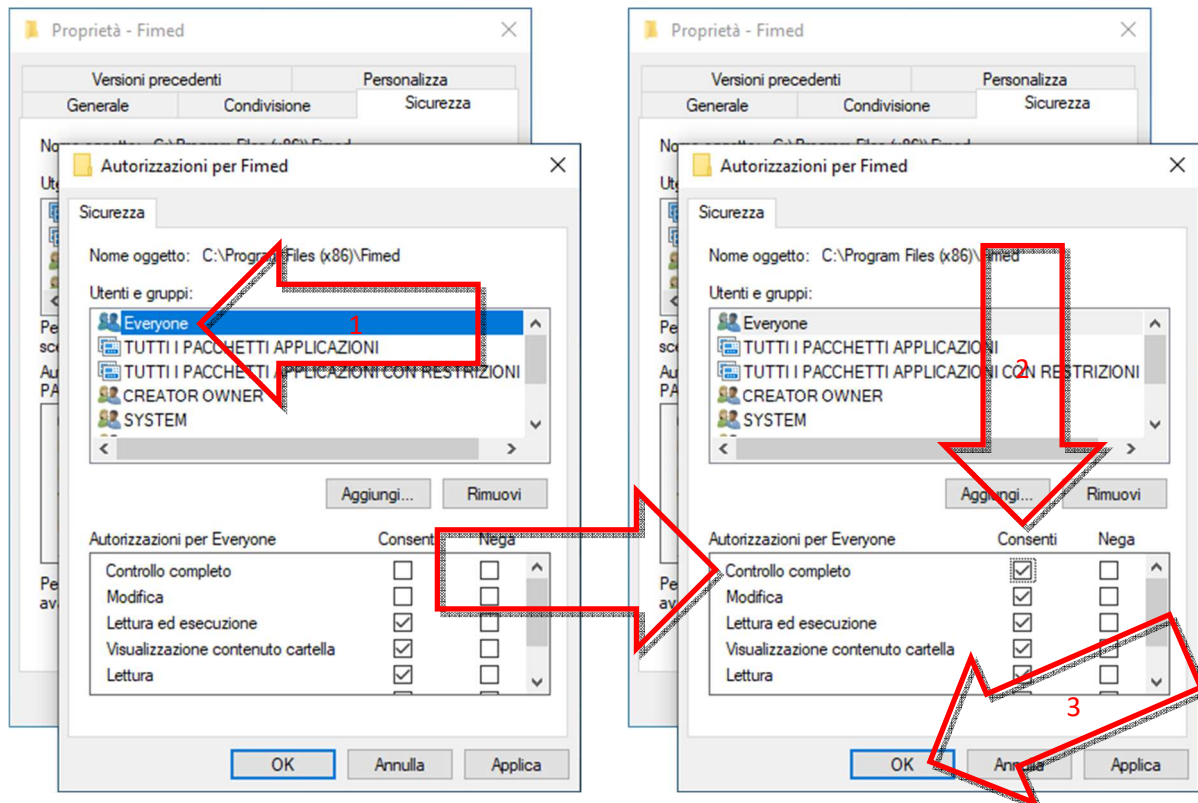 Proprietà - Fimed
Versioni precedenti Personalizza
Generale Condivisione Sicurezza
Autorizzazioni per Fimed
Sicurezza
Nome oggetto: C:\Program Files (x86)\Fimed
Utenti e gruppi:
Everyone
1
TUTTI I PACCHETTI APPLICAZIONI
TUTTI I PACCHETTI APPLICAZIONI CON RESTRIZIONI
CREATOR OWNER
SYSTEM
Aggiungi... Rimuovi
Autorizzazioni per Everyone Consenti Nega
Controllo completo
Modifica
Lettura ed esecuzione
Visualizzazione contenuto cartella
Lettura
OK Annulla Applica
Proprietà - Fimed
Versioni precedenti Personalizza
Generale Condivisione Sicurezza
Autorizzazioni per Fimed
Sicurezza
Nome oggetto: C:\Program Files (x86)\Fimed
Utenti e gruppi:
Everyone
TUTTI I PACCHETTI APPLICAZIONI
TUTTI I PACCHETTI APPLICAZIONI CON RESTRIZIONI
2
CREATOR OWNER
SYSTEM
Aggiungi... Rimuovi
Autorizzazioni per Everyone Consenti Nega
Controllo completo
Modifica
Lettura ed esecuzione
Visualizzazione contenuto cartella
Lettura
3
OK Annulla Applica